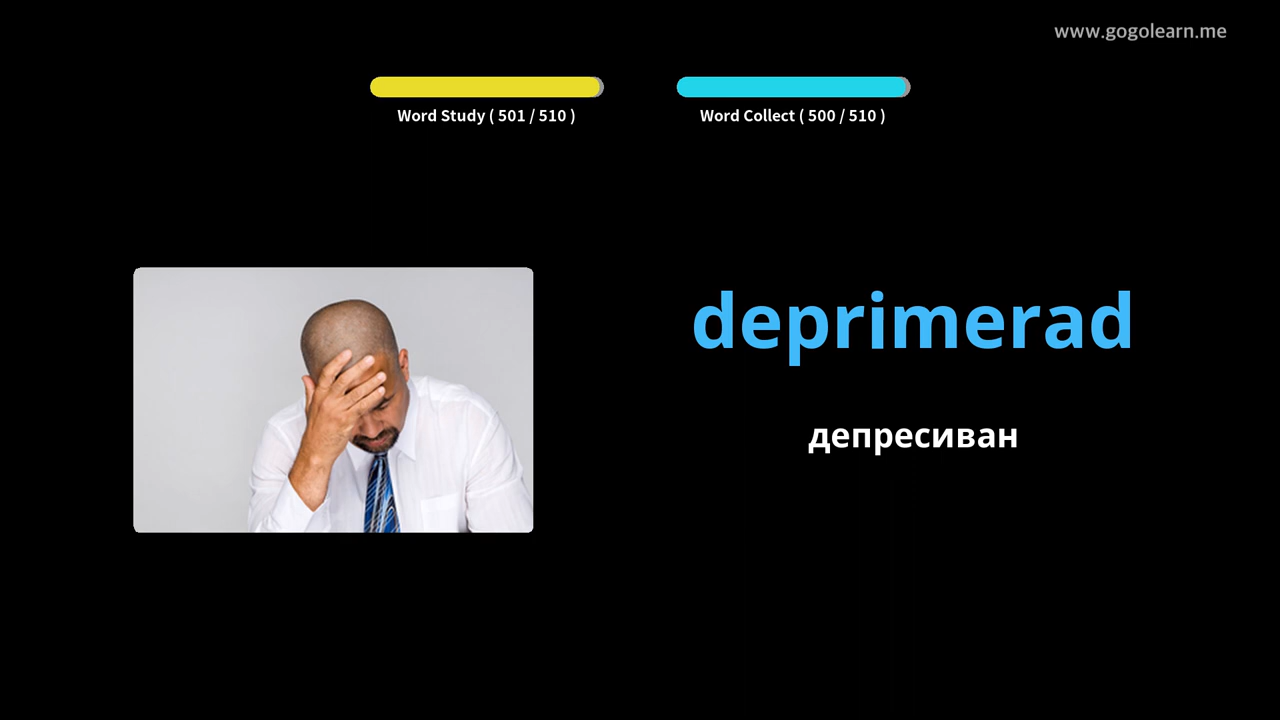 www.gogolearn.me
Word Study ( 501 / 510 )
Word Collect ( 500 / 510 )
deprimerad
депресиван